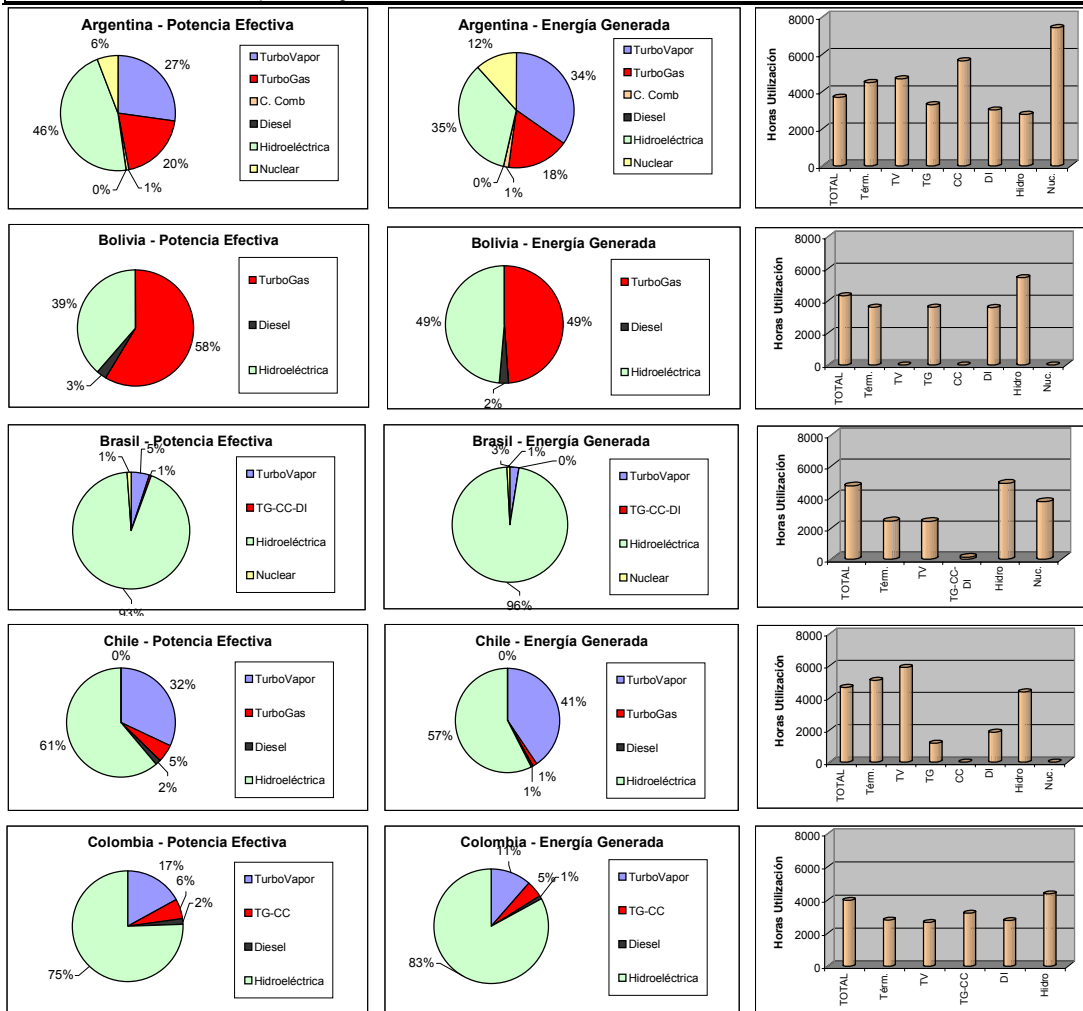 Argentina - Potencia Efectiva
6%
27%
46%
20%
0%
1%
TurboVapor
TurboGas
C. Comb
Diesel
Hidroeléctrica
Nuclear
Argentina - Energía Generada
12%
34%
35%
18%
0%
1%
TurboVapor
TurboGas
C. Comb
Diesel
Hidroeléctrica
Nuclear
Horas Utilización
8000
6000
4000
2000
0
TOTAL
Térm.
TV
TG
CC
DI
Hidro
Nuc.
Bolivia - Potencia Efectiva
39%
58%
3%
TurboGas
Diesel
Hidroeléctrica
Bolivia - Energía Generada
49%
49%
2%
TurboGas
Diesel
Hidroeléctrica
Horas Utilización
8000
6000
4000
2000
0
TOTAL
Térm.
TV
TG
CC
DI
Hidro
Nuc.
Brasil - Potencia Efectiva
1%
5%
1%
93%
TurboVapor
TG-CC-DI
Hidroeléctrica
Nuclear
Brasil - Energía Generada
3%
1%
0%
96%
TurboVapor
TG-CC-DI
Hidroeléctrica
Nuclear
Horas Utilización
8000
6000
4000
2000
0
TOTAL
Térm.
TV
TG-CC-
DI
Hidro
Nuc.
Chile - Potencia Efectiva
0%
32%
61%
5%
2%
TurboVapor
TurboGas
Diesel
Hidroeléctrica
Chile - Energía Generada
0%
41%
57%
1%
1%
TurboVapor
TurboGas
Diesel
Hidroeléctrica
Horas Utilización
8000
6000
4000
2000
0
TOTAL
Térm.
TV
TG
CC
DI
Hidro
Nuc.
Colombia - Potencia Efectiva
17%
6%
2%
75%
TurboVapor
TG-CC
Diesel
Hidroeléctrica
Colombia - Energía Generada
11%
5%
1%
83%
TurboVapor
TG-CC
Diesel
Hidroeléctrica
Horas Utilización
8000
6000
4000
2000
0
TOTAL
Térm.
TV
TG-CC
DI
Hidro